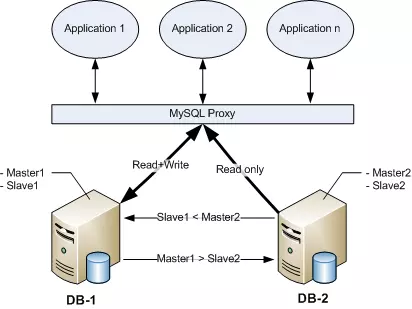 Application 1
Application 2
Application n
MySQL Proxy
Read+Write
Read only
- Master1
- Slave1
- Master2
- Slave2
Slave1 < Master2
Master1 > Slave2
DB-1
DB-2